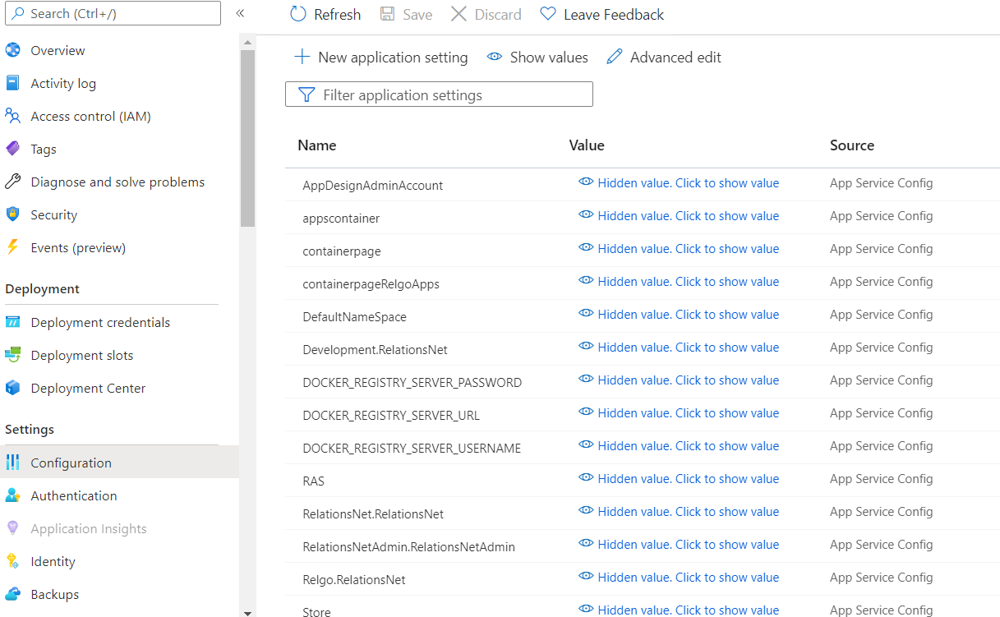 Search (Ctrl+/)
«
Overview
Activity log
Access control (IAM)
Tags
Diagnose and solve problems
Security
Events (preview)
Deployment
Deployment credentials
Deployment slots
Deployment Center
Settings
Configuration
Authentication
Application Insights
Identity
Backups
Refresh Save Discard Leave Feedback
New application setting Show values Advanced edit
Filter application settings
Name Value Source
AppDesignAdminAccount Hidden value. Click to show value App Service Config
appscontainer Hidden value. Click to show value App Service Config
containerpage Hidden value. Click to show value App Service Config
containerpageRelgoApps Hidden value. Click to show value App Service Config
DefaultNameSpace Hidden value. Click to show value App Service Config
Development.RelationsNet Hidden value. Click to show value App Service Config
DOCKER_REGISTRY_SERVER_PASSWORD Hidden value. Click to show value App Service Config
DOCKER_REGISTRY_SERVER_URL Hidden value. Click to show value App Service Config
DOCKER_REGISTRY_SERVER_USERNAME Hidden value. Click to show value App Service Config
RAS Hidden value. Click to show value App Service Config
RelationsNet.RelationsNet Hidden value. Click to show value App Service Config
RelationsNetAdmin.RelationsNetAdmin Hidden value. Click to show value App Service Config
Relgo.RelationsNet Hidden value. Click to show value App Service Config
Store Hidden value. Click to show value App Service Config